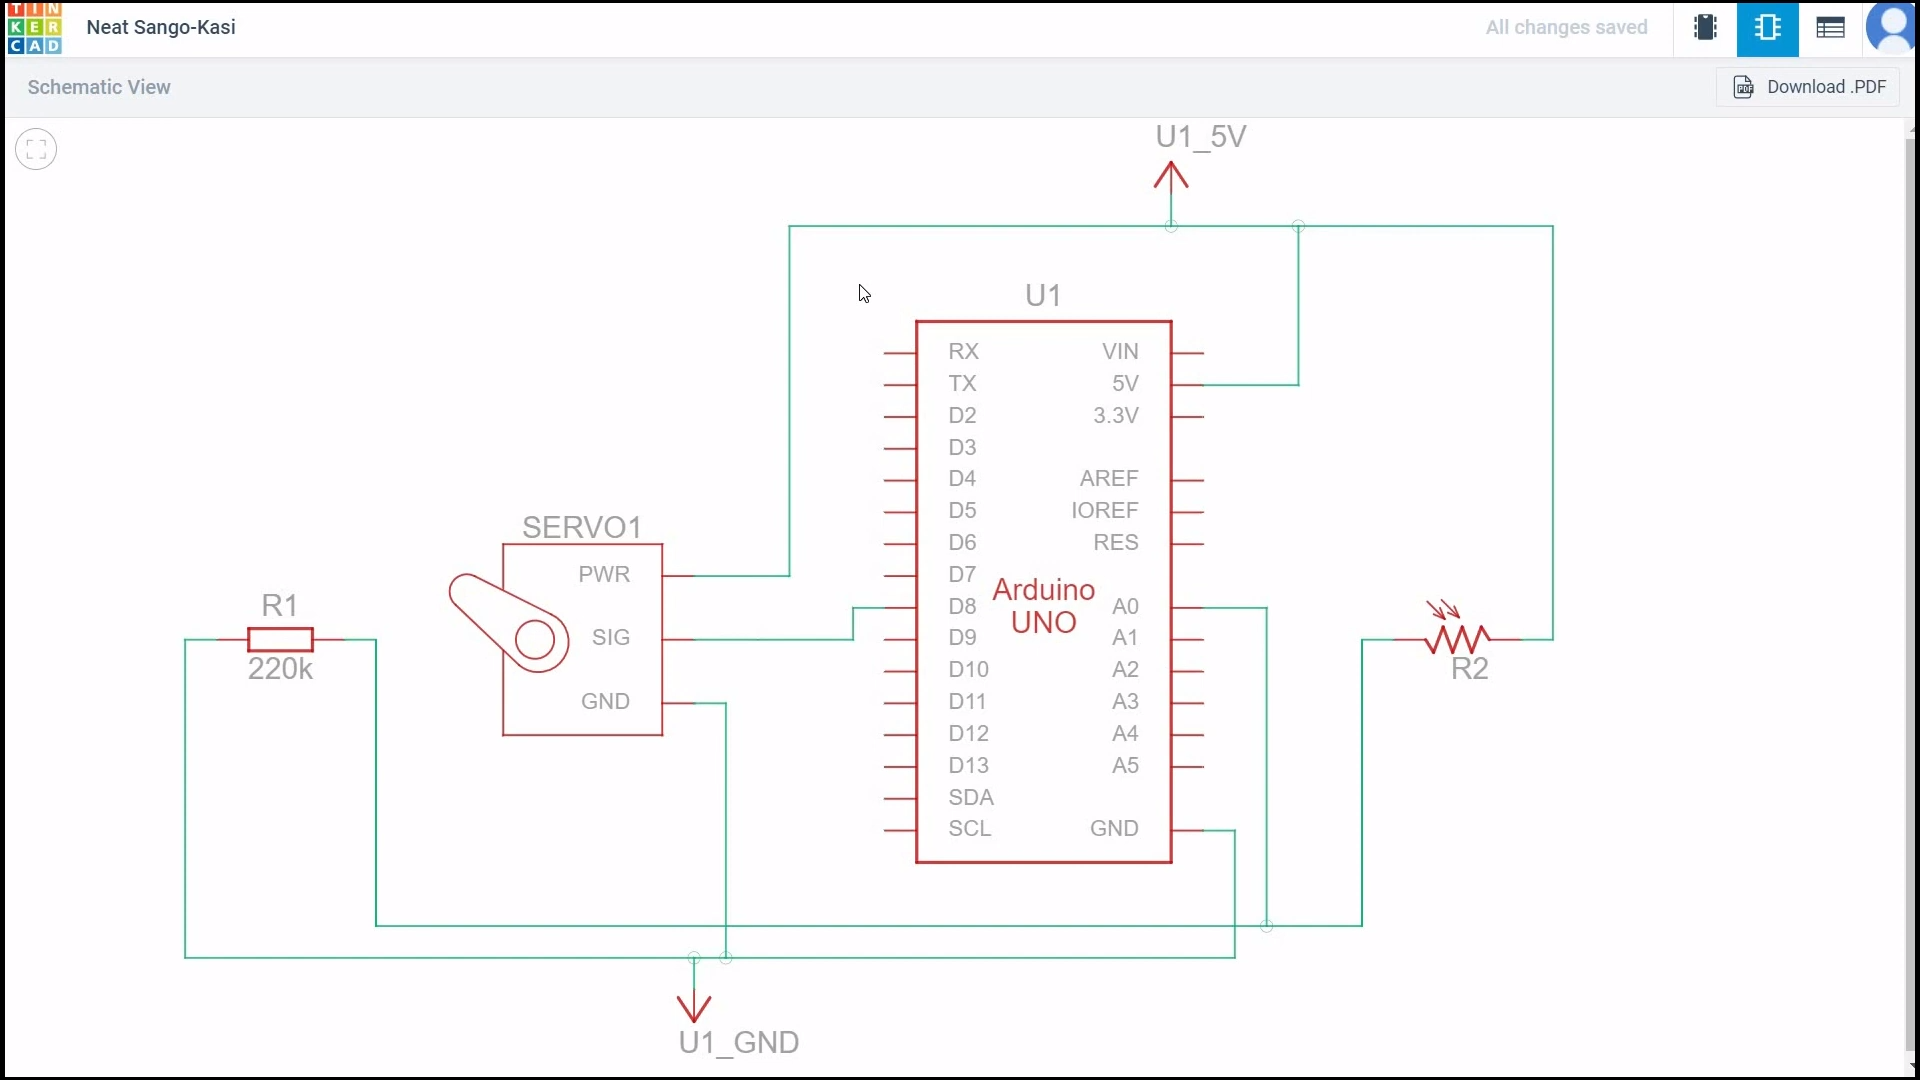 TIN
KER
CAD
Neat Sango-Kasi
All changes saved
Schematic View
PDF
Download .PDF
U1_5V
U1
RX VIN
TX 5V
D2 3.3V
D3
D4 AREF
D5 IOREF
D6 RES
D7
Arduino
UNO
D8 A0
D9 A1
D10 A2
D11 A3
D12 A4
D13 A5
SDA
SCL GND
SERVO1
PWR
SIG
GND
R1
220k
R2
U1_GND